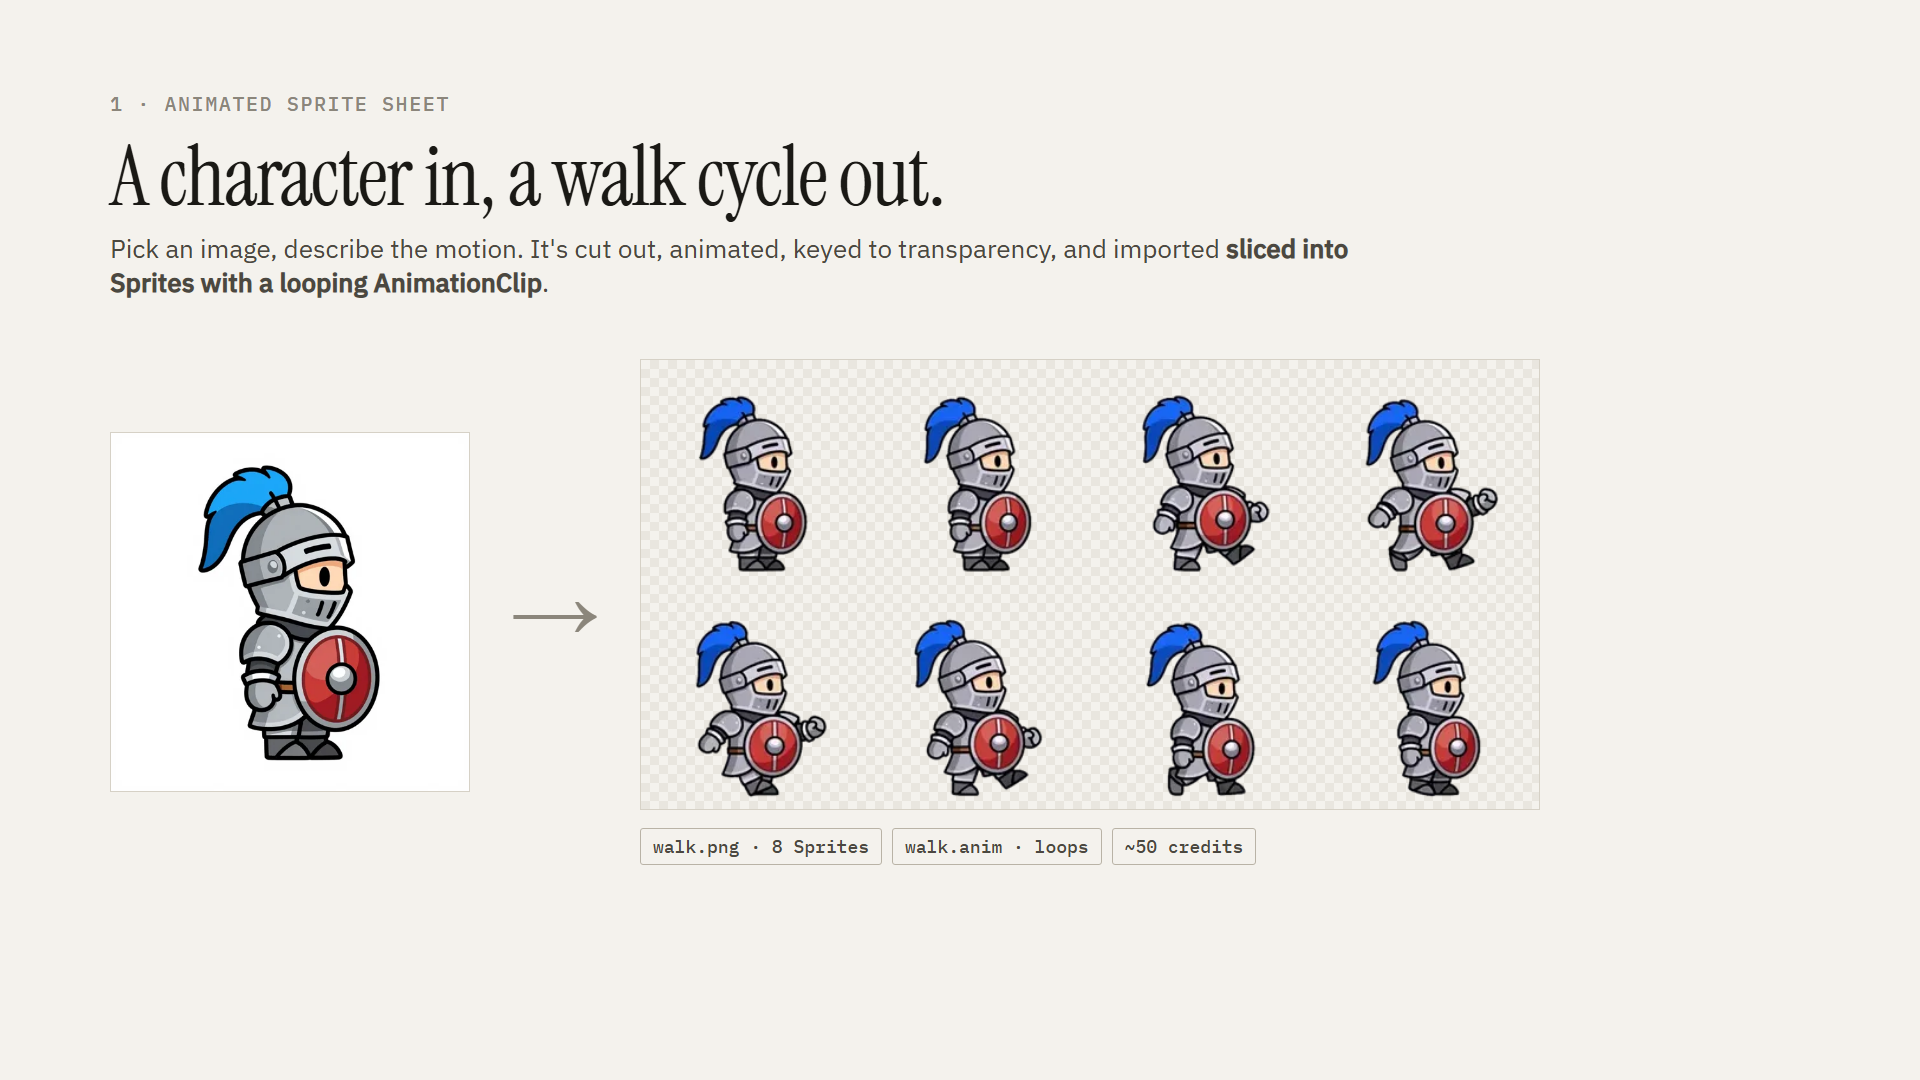 1 · ANIMATED SPRITE SHEET
A character in, a walk cycle out.
Pick an image, describe the motion. It's cut out, animated, keyed to transparency, and imported sliced into
Sprites with a looping AnimationClip.
walk.png · 8 Sprites
walk.anim · loops
~50 credits